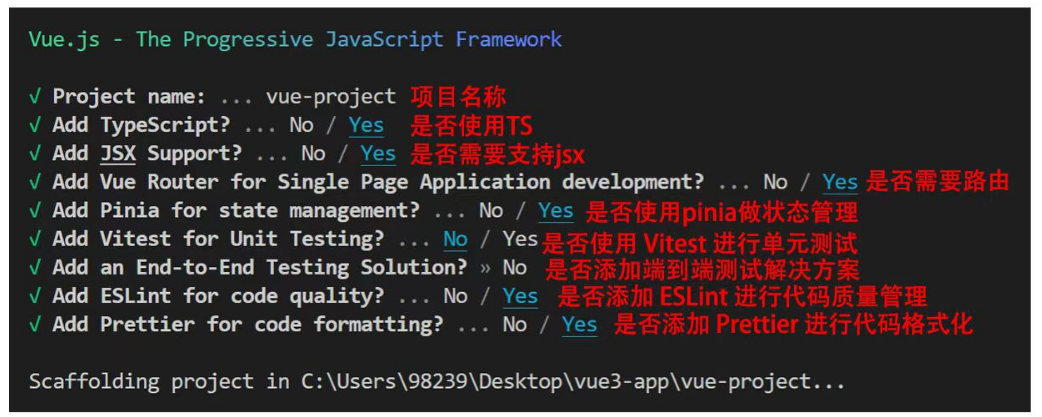 Vue.js - The Progressive JavaScript Framework
√ Project name: ... vue-project 项目名称
√ Add TypeScript? ... No / Yes 是否使用TS
√ Add JSX Support? ... No / Yes 是否需要支持jsx
√ Add Vue Router for Single Page Application development? ... No / Yes 是否需要路由
√ Add Pinia for state management? ... No / Yes 是否使用pinia做状态管理
√ Add Vitest for Unit Testing? ... No / Yes 是否使用 Vitest 进行单元测试
√ Add an End-to-End Testing Solution? » No 是否添加端到端测试解决方案
√ Add ESLint for code quality? ... No / Yes 是否添加 ESLint 进行代码质量管理
√ Add Prettier for code formatting? ... No / Yes 是否添加 Prettier 进行代码格式化
Scaffolding project in C:\Users\98239\Desktop\vue3-app\vue-project...